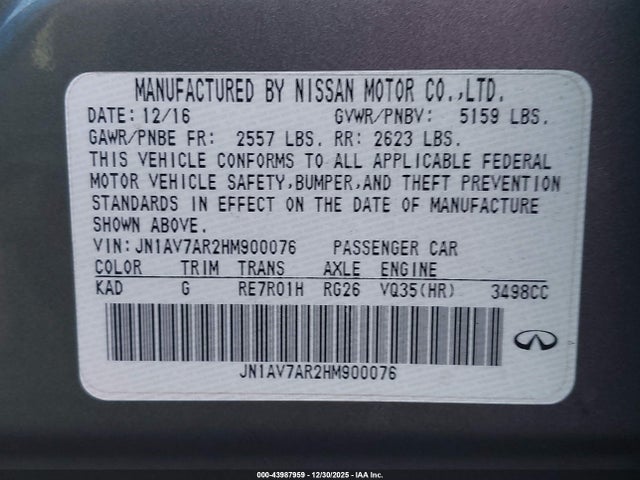 MANUFACTURED BY NISSAN MOTOR CO.,LTD.
DATE: 12/16 GVWR/PNBV: 5159 LBS.
GAWR/PNBE FR: 2557 LBS. RR: 2623 LBS.
THIS VEHICLE CONFORMS TO ALL APPLICABLE FEDERAL
MOTOR VEHICLE SAFETY,BUMPER,AND THEFT PREVENTION
STANDARDS IN EFFECT ON THE DATE OF MANUFACTURE
SHOWN ABOVE.
VIN: JN1AV7AR2HM900076 PASSENGER CAR
COLOR TRIM TRANS AXLE ENGINE
KAD G RE7R01H RG26 VQ35(HR) 3498CC
JN1AV7AR2HM900076
000-43987959 - 12/30/2025 - IAA Inc.